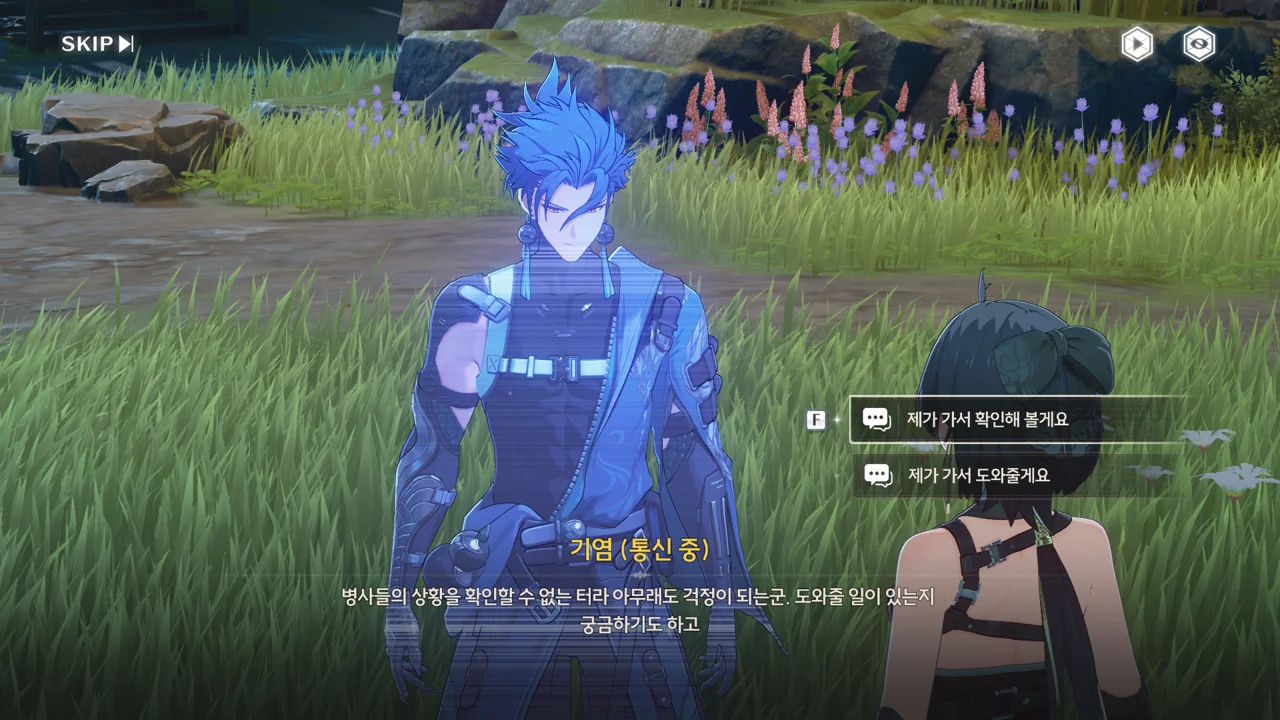 SKIP
F
제가 가서 확인해 볼게요
제가 가서 도와줄게요
기염 (통신 중)
병사들의 상황을 확인할 수 없는 터라 아무래도 걱정이 되는군. 도와줄 일이 있는지
궁금하기도 하고